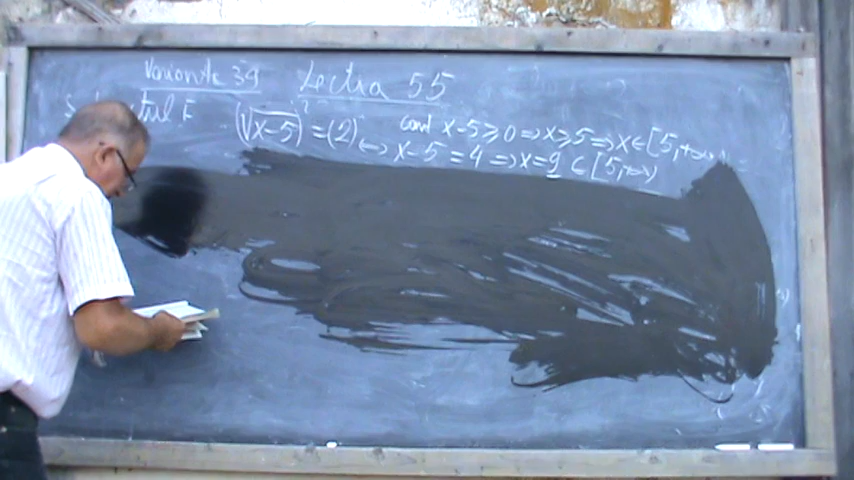 Varianta 39 Lectia 55
Subiectul I
(√x-5)² = (2)² cond x-5≥0 ⇒ x≥5 ⇒ x∈[5,+∞)
⇔ x-5=4 ⇒ x=9 ∈ [5,+∞)